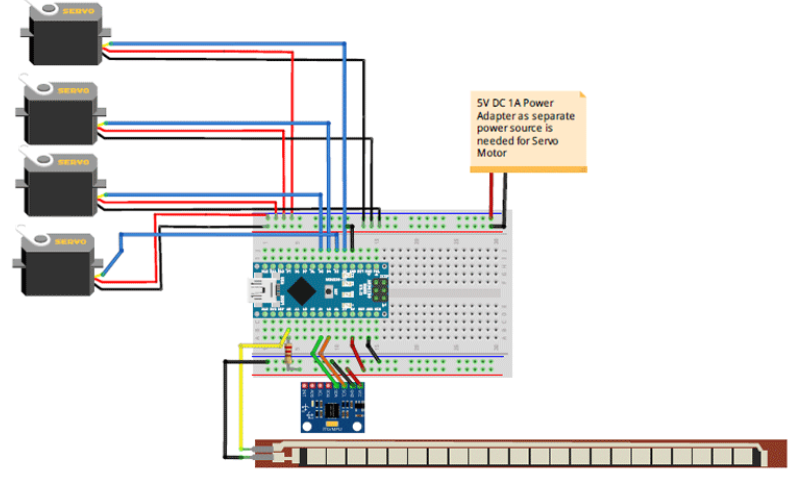 SERVO
SERVO
SERVO
SERVO
5V DC 1A Power
Adapter as separate
power source is
needed for Servo
Motor